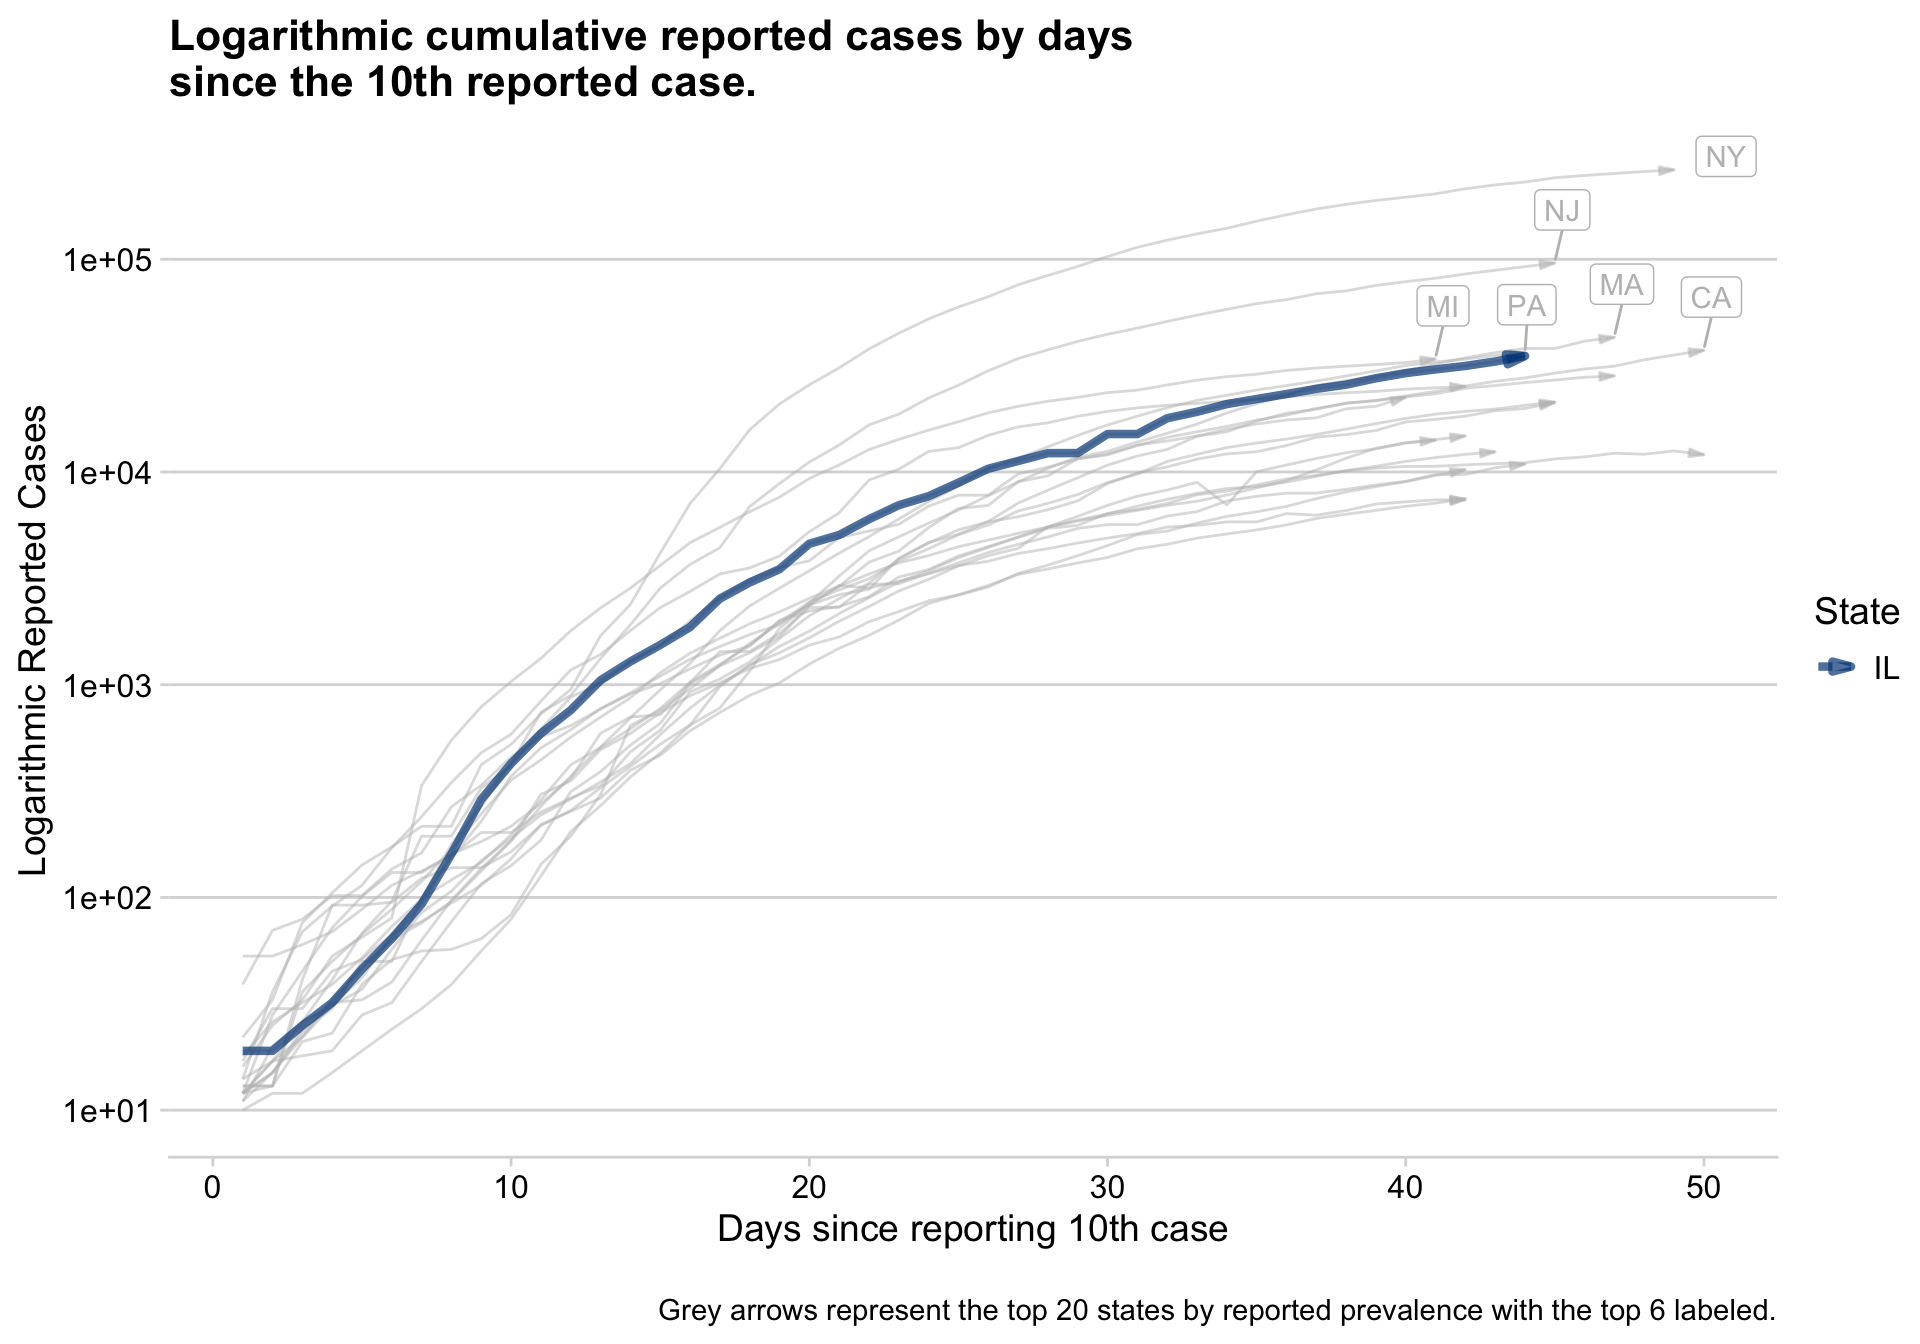 Logarithmic cumulative reported cases by days
since the 10th reported case.
NY
NJ
MA
CA
MI
PA
1e+05
1e+04
1e+03
1e+02
1e+01
Logarithmic Reported Cases
State
IL
0 10 20 30 40 50
Days since reporting 10th case
Grey arrows represent the top 20 states by reported prevalence with the top 6 labeled.